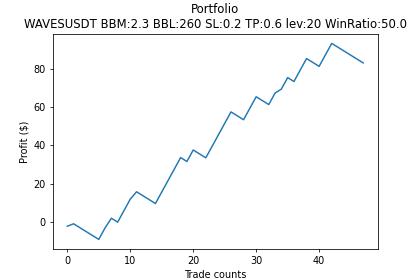 Portfolio
WAVESUSDT BBM:2.3 BBL:260 SL:0.2 TP:0.6 lev:20 WinRatio:50.0
Profit ($)
80
60
40
20
0
0 10 20 30 40
Trade counts